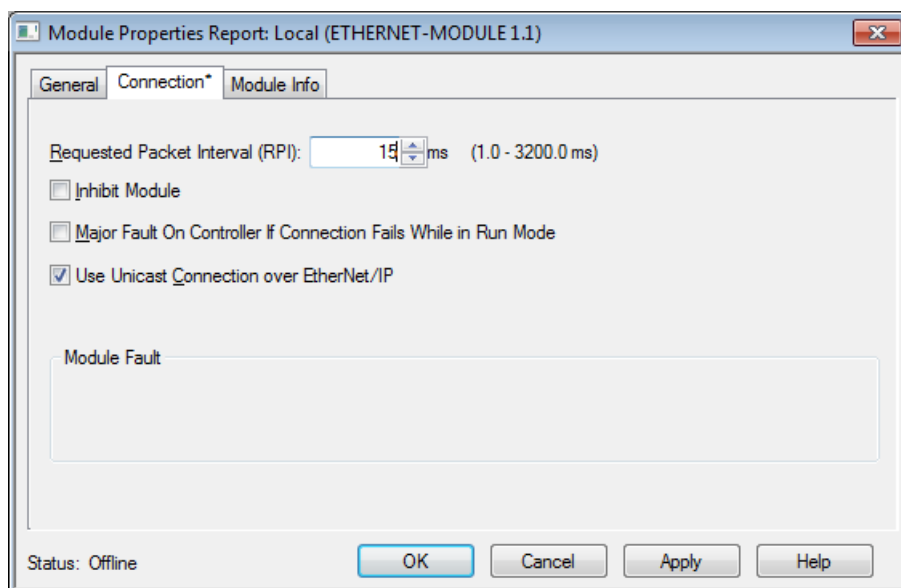 Module Properties Report: Local (ETHERNET-MODULE 1.1)
General Connection* Module Info
Requested Packet Interval (RPI): 15 ms (1.0 - 3200.0 ms)
Inhibit Module
Major Fault On Controller If Connection Fails While in Run Mode
Use Unicast Connection over EtherNet/IP
Module Fault
Status: Offline OK Cancel Apply Help